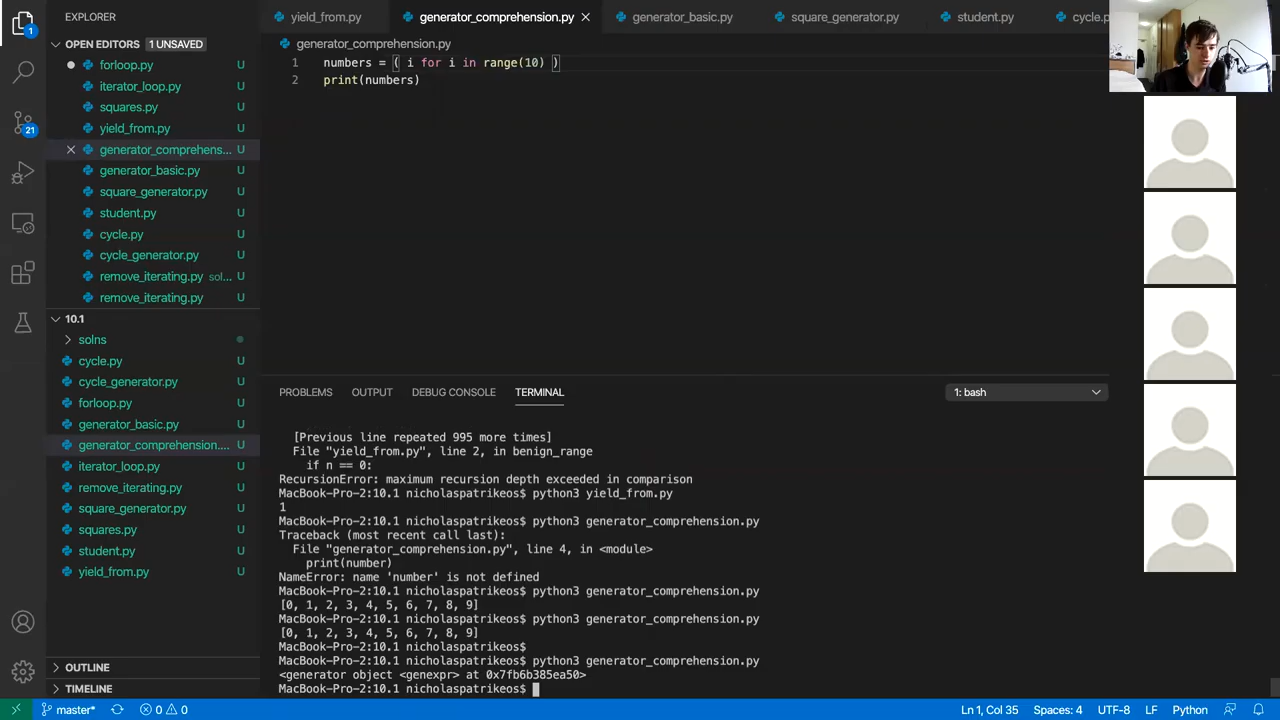 EXPLORER
OPEN EDITORS 1 UNSAVED
forloop.py U
iterator_loop.py U
squares.py U
yield_from.py U
generator_comprehens... U
generator_basic.py U
square_generator.py U
student.py U
cycle.py U
cycle_generator.py U
remove_iterating.py sol... U
remove_iterating.py U
10.1
solns
cycle.py U
cycle_generator.py U
forloop.py U
generator_basic.py U
generator_comprehension.... U
iterator_loop.py U
remove_iterating.py U
square_generator.py U
squares.py U
student.py U
yield_from.py U
OUTLINE
TIMELINE
1
21
yield_from.py generator_comprehension.py generator_basic.py square_generator.py student.py cycle.p
generator_comprehension.py
1 numbers = ( i for i in range(10) )
2 print(numbers)
PROBLEMS OUTPUT DEBUG CONSOLE TERMINAL 1: bash
[Previous line repeated 995 more times]
File "yield_from.py", line 2, in benign_range
if n == 0:
RecursionError: maximum recursion depth exceeded in comparison
MacBook-Pro-2:10.1 nicholaspatrikeos$ python3 yield_from.py
1
MacBook-Pro-2:10.1 nicholaspatrikeos$ python3 generator_comprehension.py
Traceback (most recent call last):
File "generator_comprehension.py", line 4, in <module>
print(number)
NameError: name 'number' is not defined
MacBook-Pro-2:10.1 nicholaspatrikeos$ python3 generator_comprehension.py
[0, 1, 2, 3, 4, 5, 6, 7, 8, 9]
MacBook-Pro-2:10.1 nicholaspatrikeos$ python3 generator_comprehension.py
[0, 1, 2, 3, 4, 5, 6, 7, 8, 9]
MacBook-Pro-2:10.1 nicholaspatrikeos$
MacBook-Pro-2:10.1 nicholaspatrikeos$ python3 generator_comprehension.py
<generator object <genexpr> at 0x7fb6b385ea50>
MacBook-Pro-2:10.1 nicholaspatrikeos$
master* 0 0 Ln 1, Col 35 Spaces: 4 UTF-8 LF Python